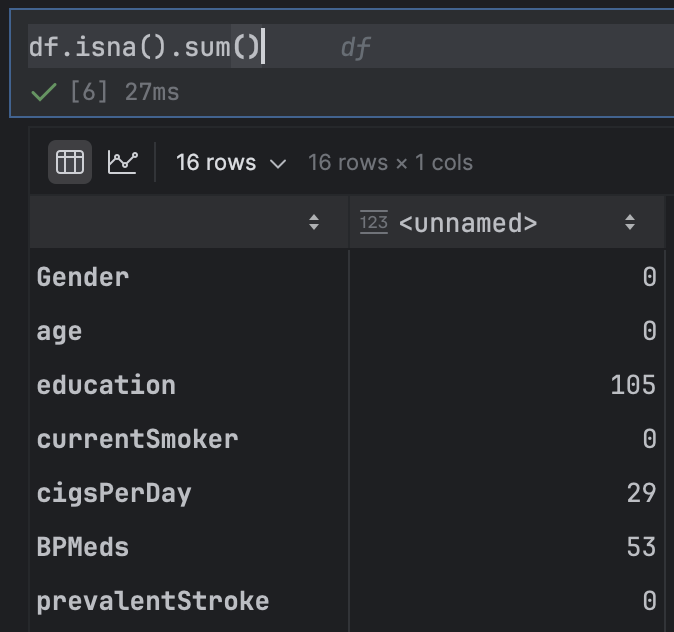 df.isna().sum() df
[6] 27ms
16 rows 16 rows × 1 cols
123 <unnamed>
Gender 0
age 0
education 105
currentSmoker 0
cigsPerDay 29
BPMeds 53
prevalentStroke 0